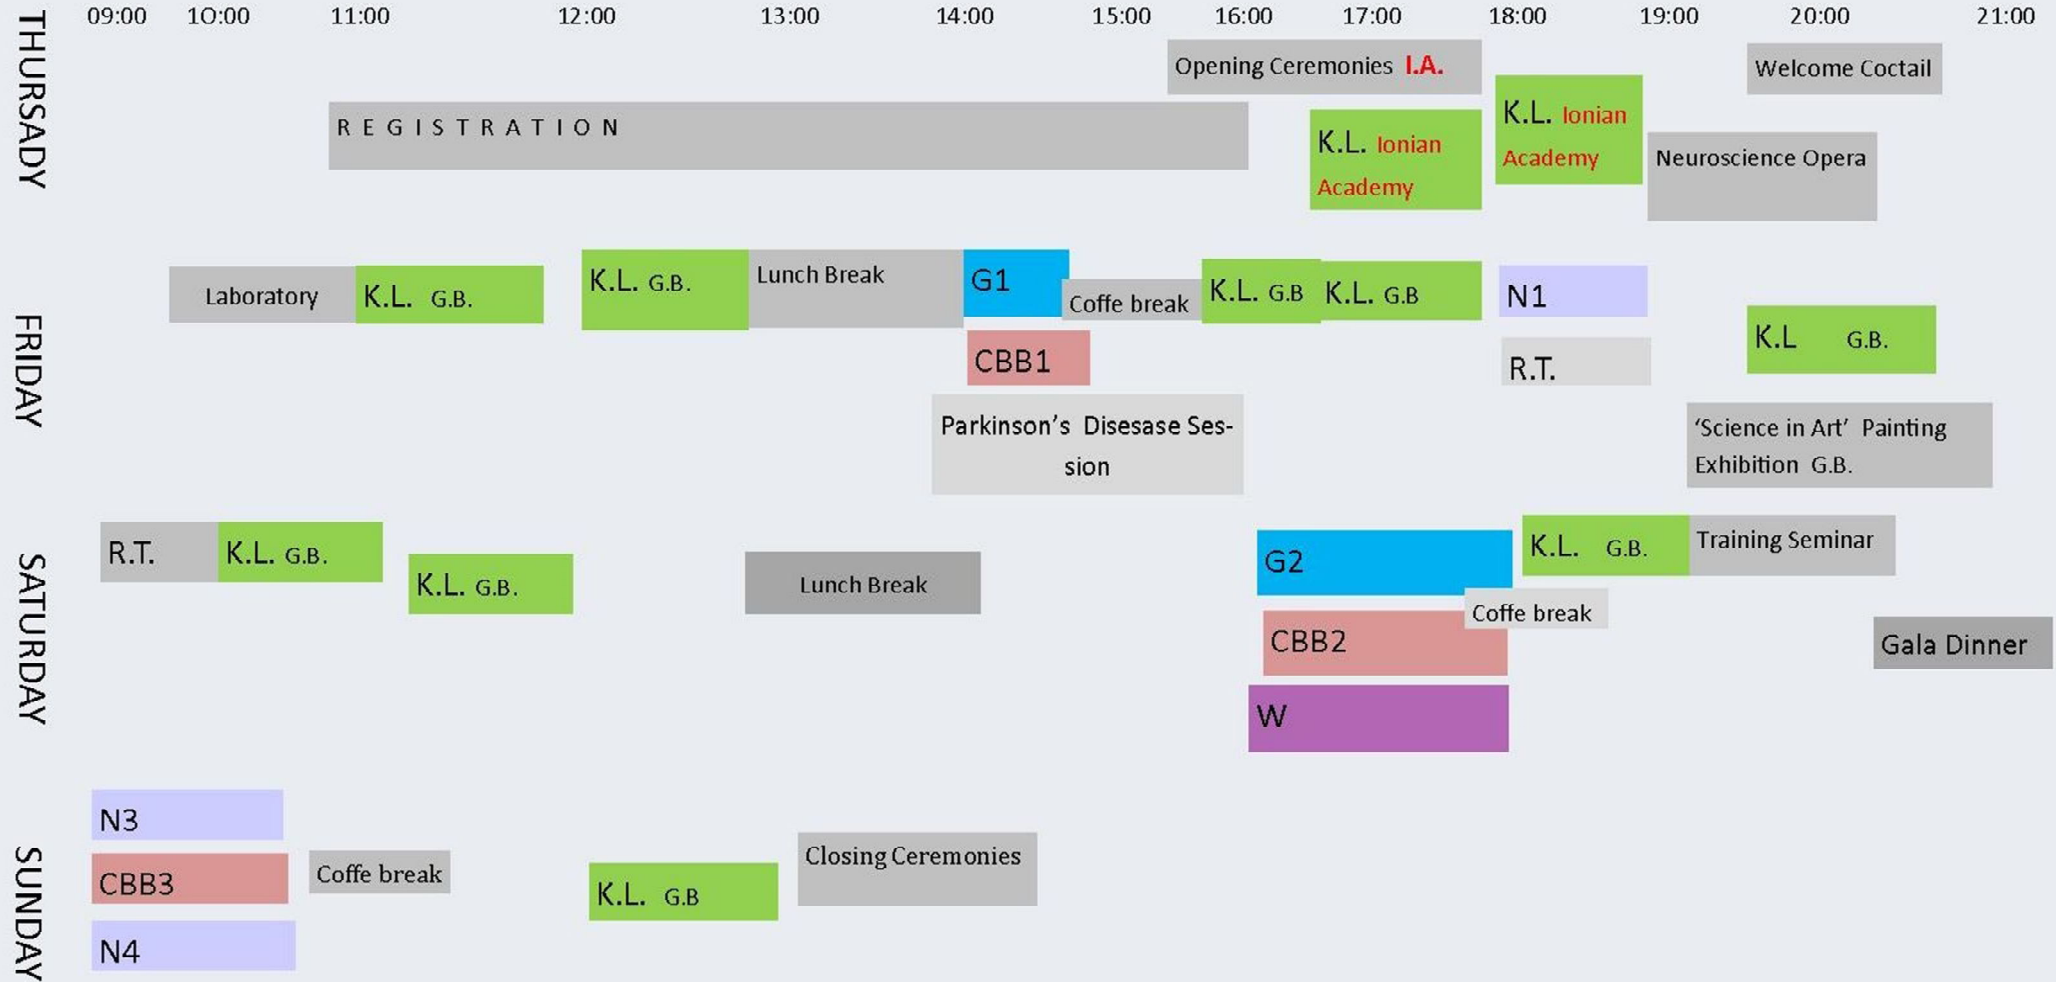 09:00 10:00 11:00 12:00 13:00 14:00 15:00 16:00 17:00 18:00 19:00 20:00 21:00
THURSADY
Opening Ceremonies I.A.
Welcome Coctail
REGISTRATION
K.L. Ionian
Academy
K.L. Ionian
Academy
Neuroscience Opera
FRIDAY
Laboratory
K.L. G.B.
K.L. G.B.
Lunch Break
G1
Coffe break
K.L. G.B
K.L. G.B
N1
CBB1
R.T.
K.L G.B.
Parkinson's Disesase Ses-
sion
‘Science in Art’ Painting
Exhibition G.B.
SATURDAY
R.T.
K.L. G.B.
K.L. G.B.
Lunch Break
G2
K.L. G.B.
Training Seminar
Coffe break
CBB2
Gala Dinner
W
SUNDAY
N3
CBB3
Coffe break
K.L. G.B
Closing Ceremonies
N4